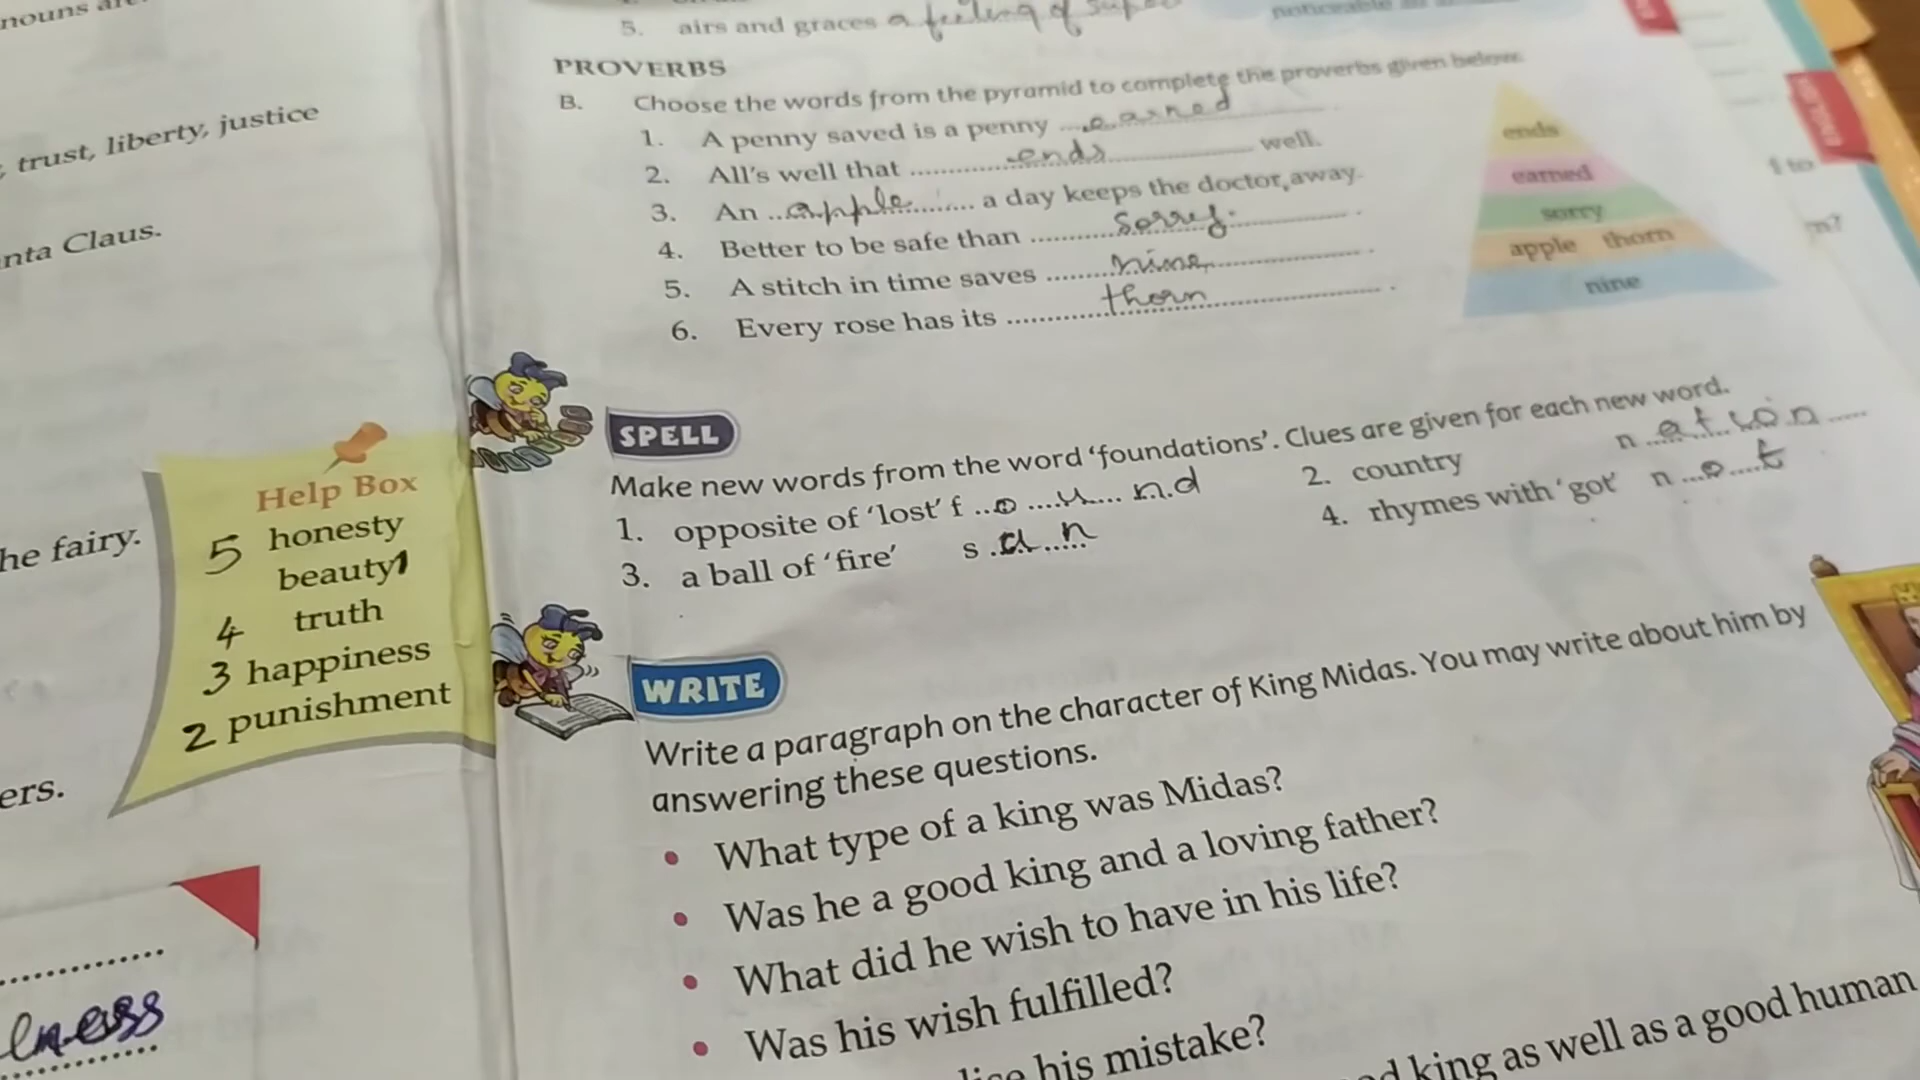 nouns
trust, liberty, justice
nta Claus.
he fairy.
Help Box
5 honesty
beauty 1
4 truth
3 happiness
2 punishment
ers.
lness
5. airs and graces a feeling of
PROVERBS
B. Choose the words from the pyramid to complete the proverbs given below.
1. A penny saved is a penny earned
2. All's well that ends well.
3. An apple a day keeps the doctor, away.
4. Better to be safe than sorry.
5. A stitch in time saves nine
6. Every rose has its thorn
ends
earned
sorry
apple thorn
nine
SPELL
Make new words from the word 'foundations'. Clues are given for each new word.
1. opposite of 'lost' f o u n d
2. country n a t i o n
3. a ball of 'fire' s u n
4. rhymes with 'got' n o t
WRITE
Write a paragraph on the character of King Midas. You may write about him by
answering these questions.
• What type of a king was Midas?
• Was he a good king and a loving father?
• What did he wish to have in his life?
• Was his wish fulfilled?
his mistake?
king as well as a good human